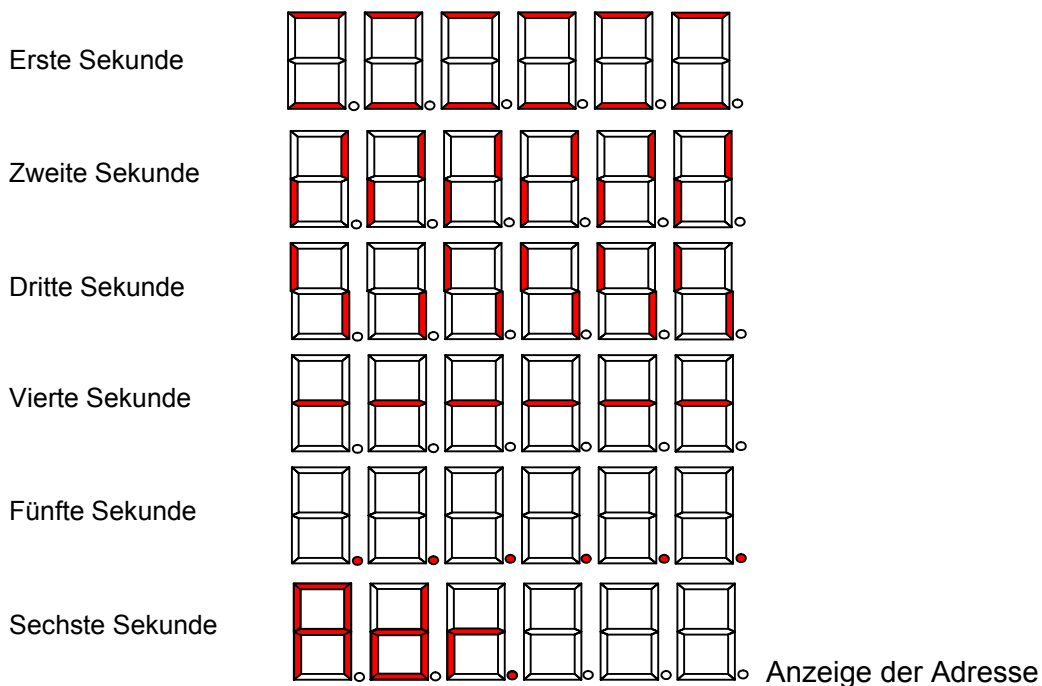 Erste Sekunde
Zweite Sekunde
Dritte Sekunde
Vierte Sekunde
Fünfte Sekunde
Sechste Sekunde
Adr.
Anzeige der Adresse